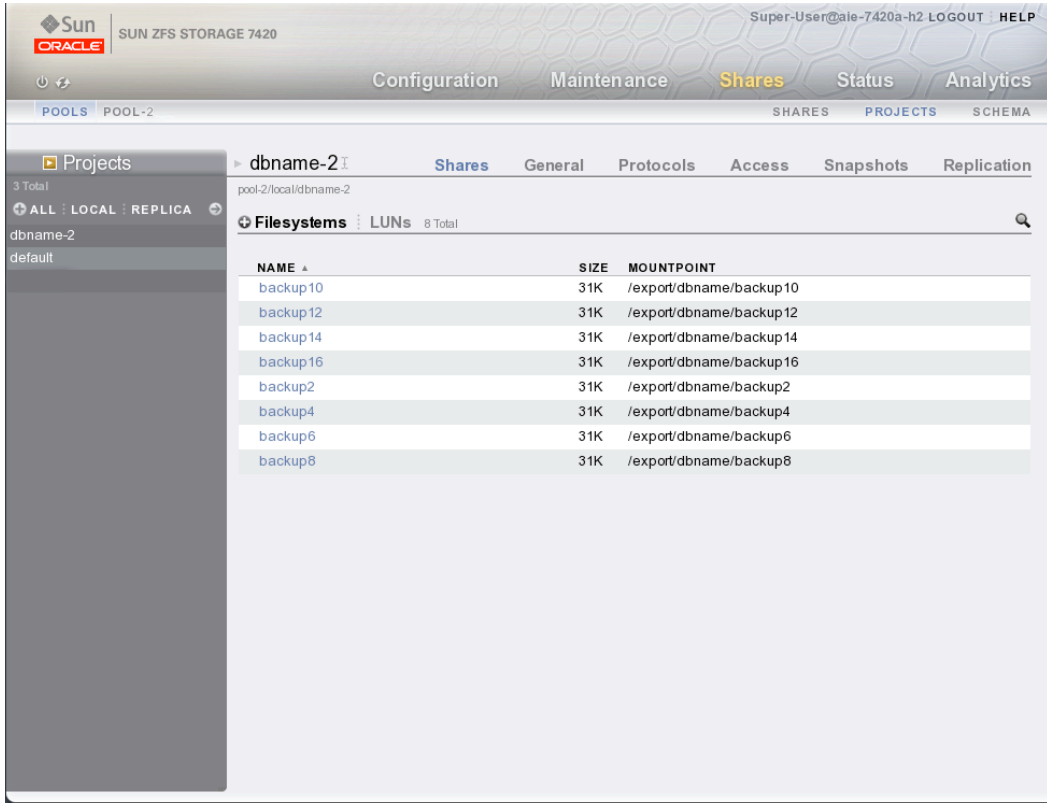 Super-User@aie-7420a-h2 LOGOUT HELP
Sun
ORACLE
SUN ZFS STORAGE 7420
Configuration Maintenance Shares Status Analytics
POOLS POOL-2 SHARES PROJECTS SCHEMA
Projects
3 Total
ALL LOCAL REPLICA
dbname-2
default
dbname-2 Shares General Protocols Access Snapshots Replication
pool-2/local/dbname-2
Filesystems LUNs 8 Total
NAME SIZE MOUNTPOINT
backup10 31K /export/dbname/backup10
backup12 31K /export/dbname/backup12
backup14 31K /export/dbname/backup14
backup16 31K /export/dbname/backup16
backup2 31K /export/dbname/backup2
backup4 31K /export/dbname/backup4
backup6 31K /export/dbname/backup6
backup8 31K /export/dbname/backup8